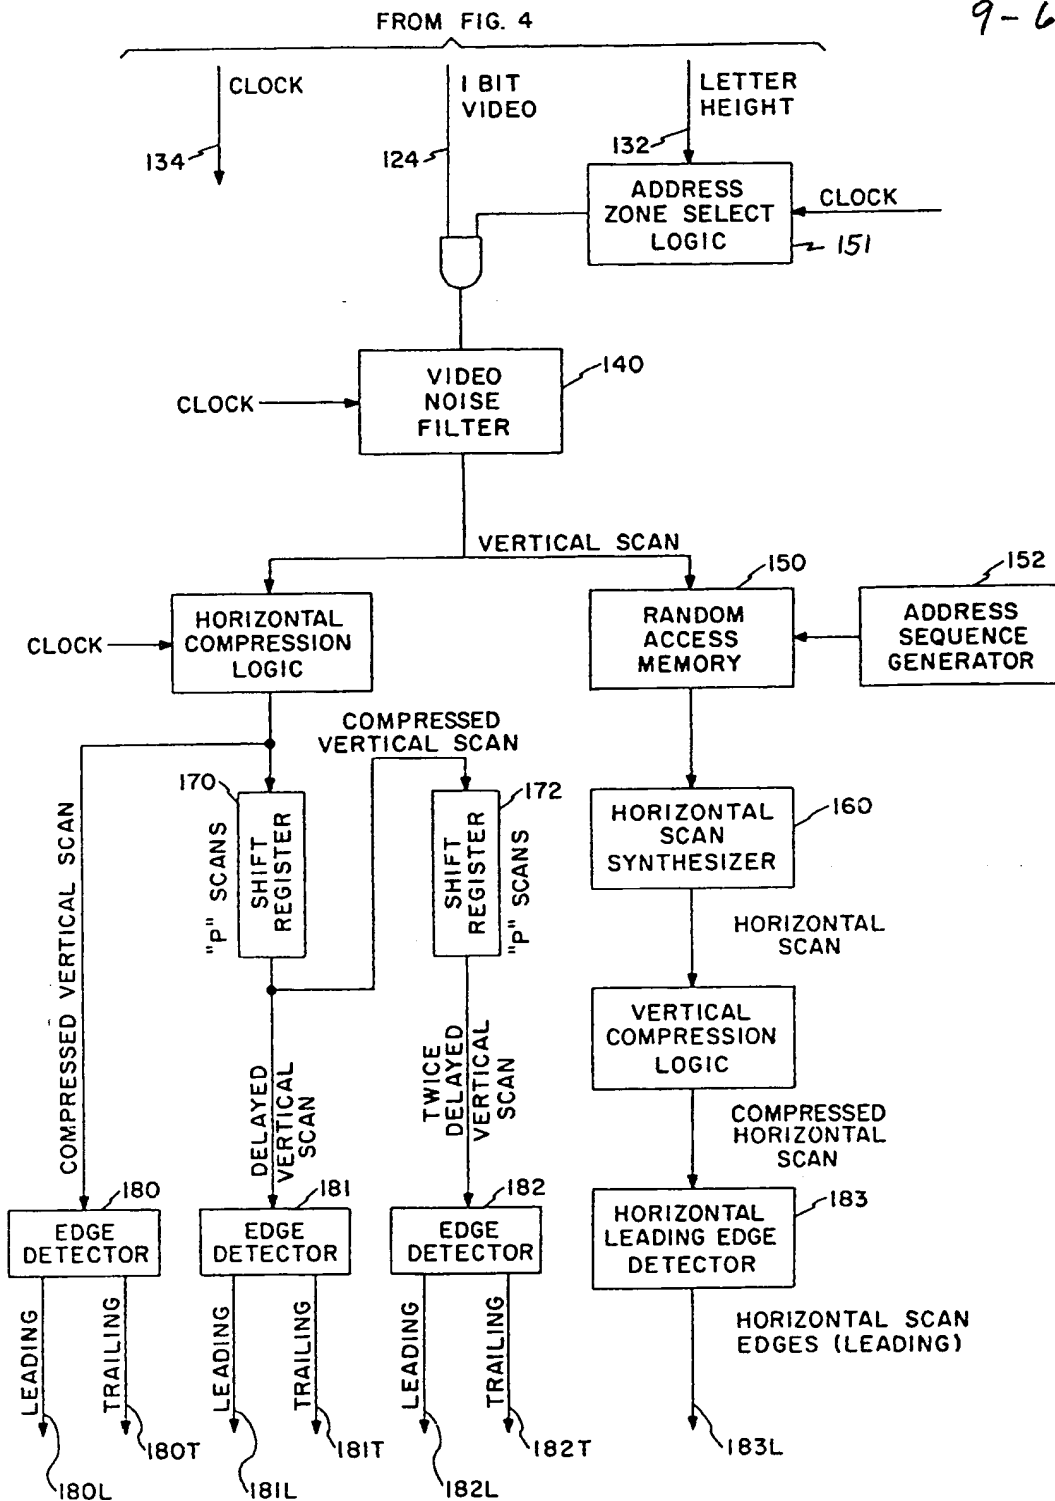 FROM FIG. 4
9-6
CLOCK
1 BIT
VIDEO
LETTER
HEIGHT
134
124
132
ADDRESS
ZONE SELECT
LOGIC
CLOCK
151
VIDEO
NOISE
FILTER
140
CLOCK
VERTICAL SCAN
150
152
HORIZONTAL
COMPRESSION
LOGIC
CLOCK
RANDOM
ACCESS
MEMORY
ADDRESS
SEQUENCE
GENERATOR
COMPRESSED
VERTICAL SCAN
170
172
"P" SCANS
SHIFT
REGISTER
SHIFT
REGISTER
"P" SCANS
HORIZONTAL
SCAN
SYNTHESIZER
160
COMPRESSED VERTICAL SCAN
HORIZONTAL
SCAN
VERTICAL
COMPRESSION
LOGIC
DELAYED
VERTICAL
SCAN
TWICE
DELAYED
VERTICAL
SCAN
COMPRESSED
HORIZONTAL
SCAN
180
181
182
183
EDGE
DETECTOR
EDGE
DETECTOR
EDGE
DETECTOR
HORIZONTAL
LEADING EDGE
DETECTOR
LEADING
TRAILING
LEADING
TRAILING
LEADING
TRAILING
HORIZONTAL SCAN
EDGES (LEADING)
180T
181T
182T
183L
180L
181L
182L